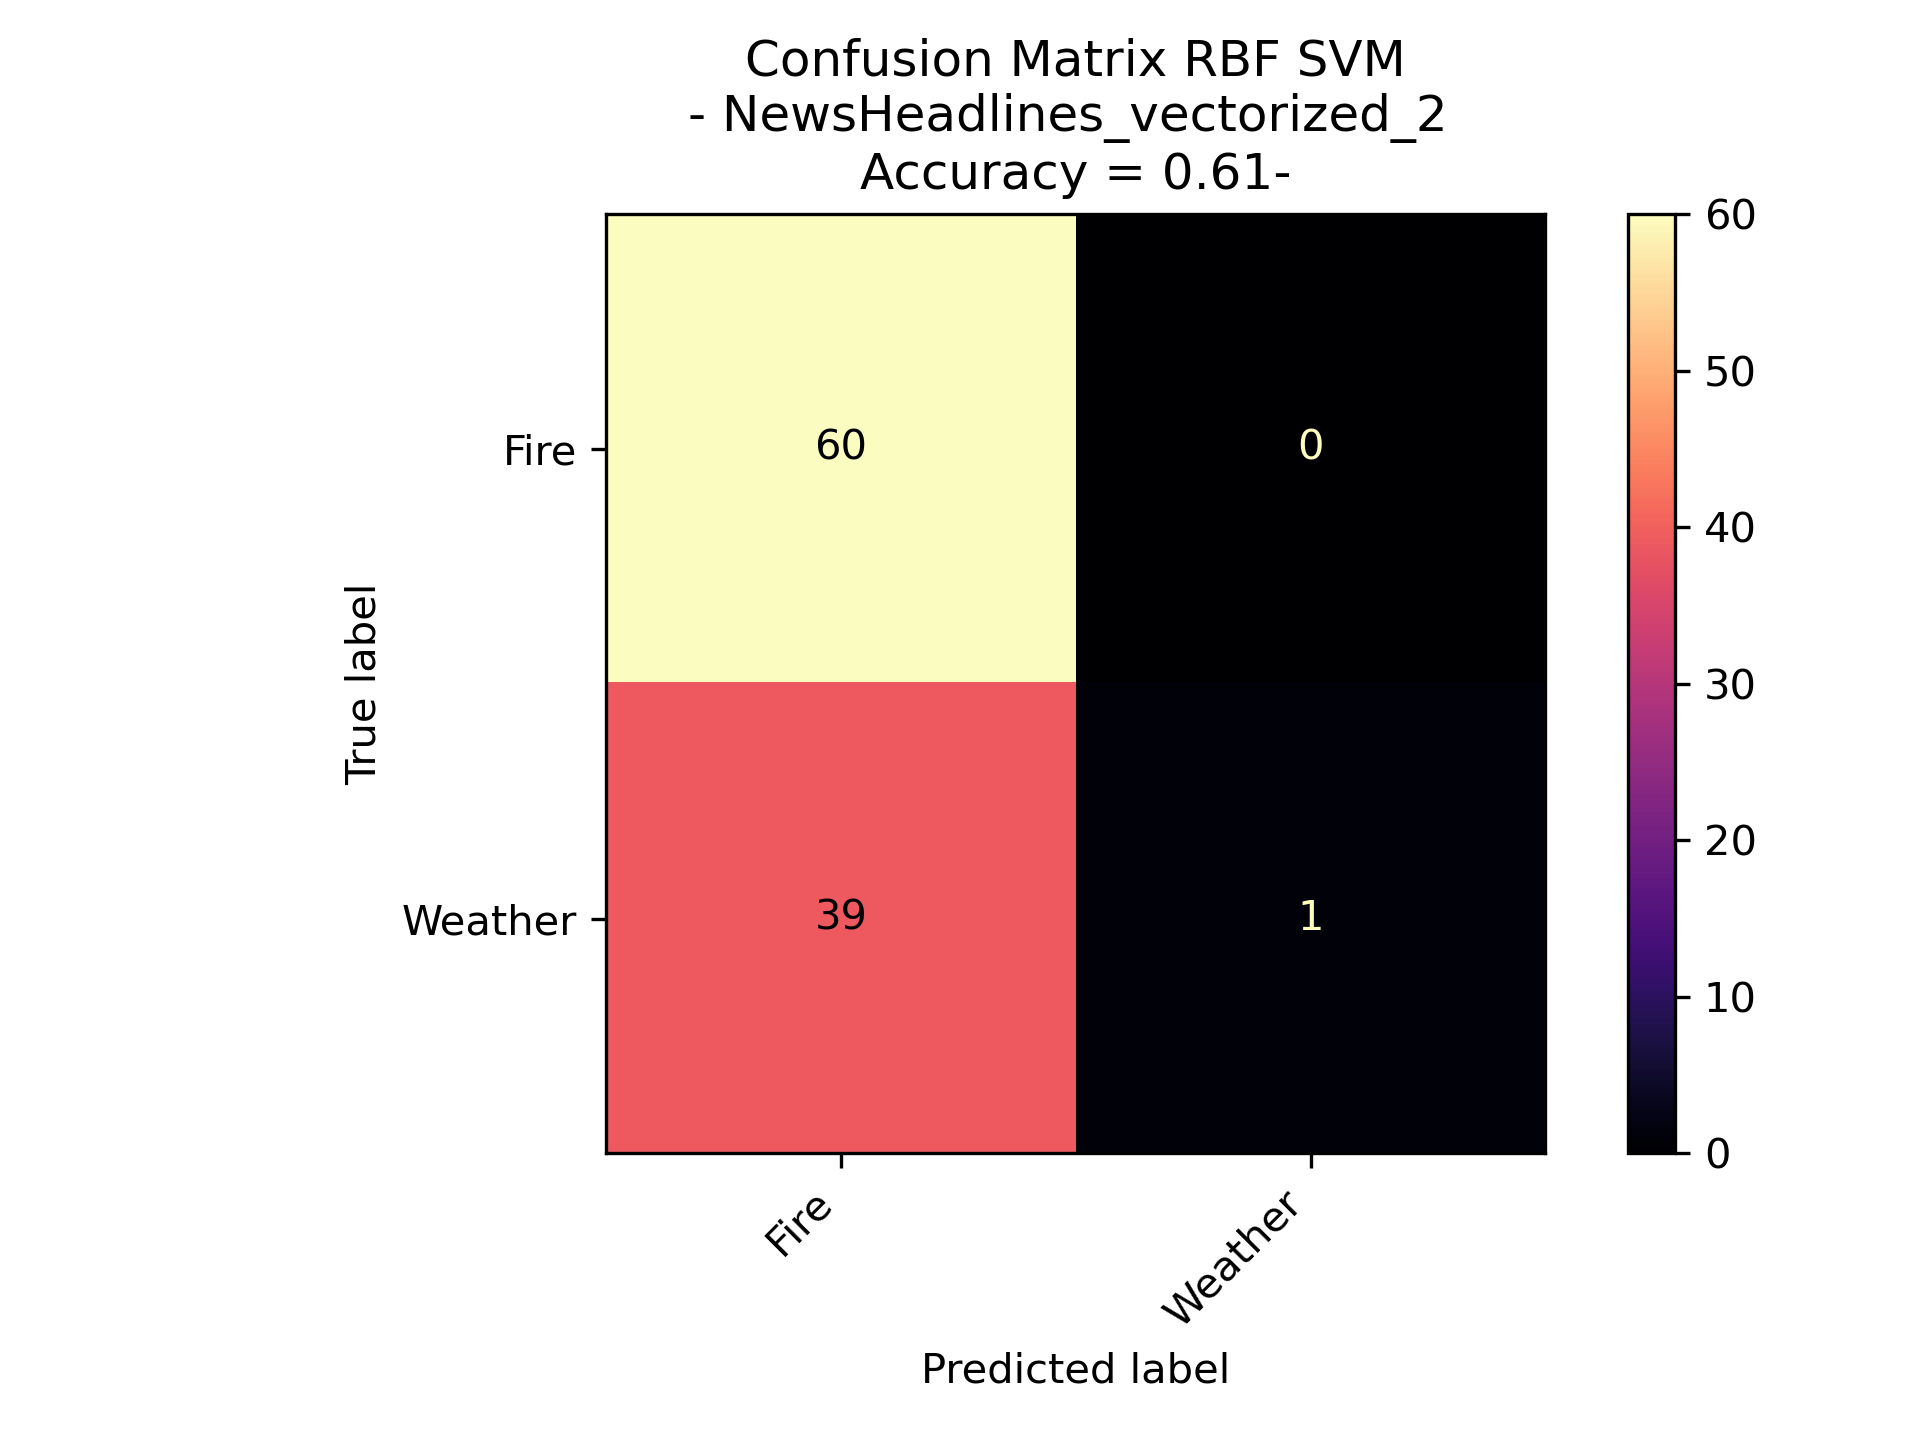 Confusion Matrix RBF SVM
- NewsHeadlines_vectorized_2
Accuracy = 0.61-
60
50
40
30
20
10
0
True label
Fire
60
0
Weather
39
1
Fire
Weather
Predicted label